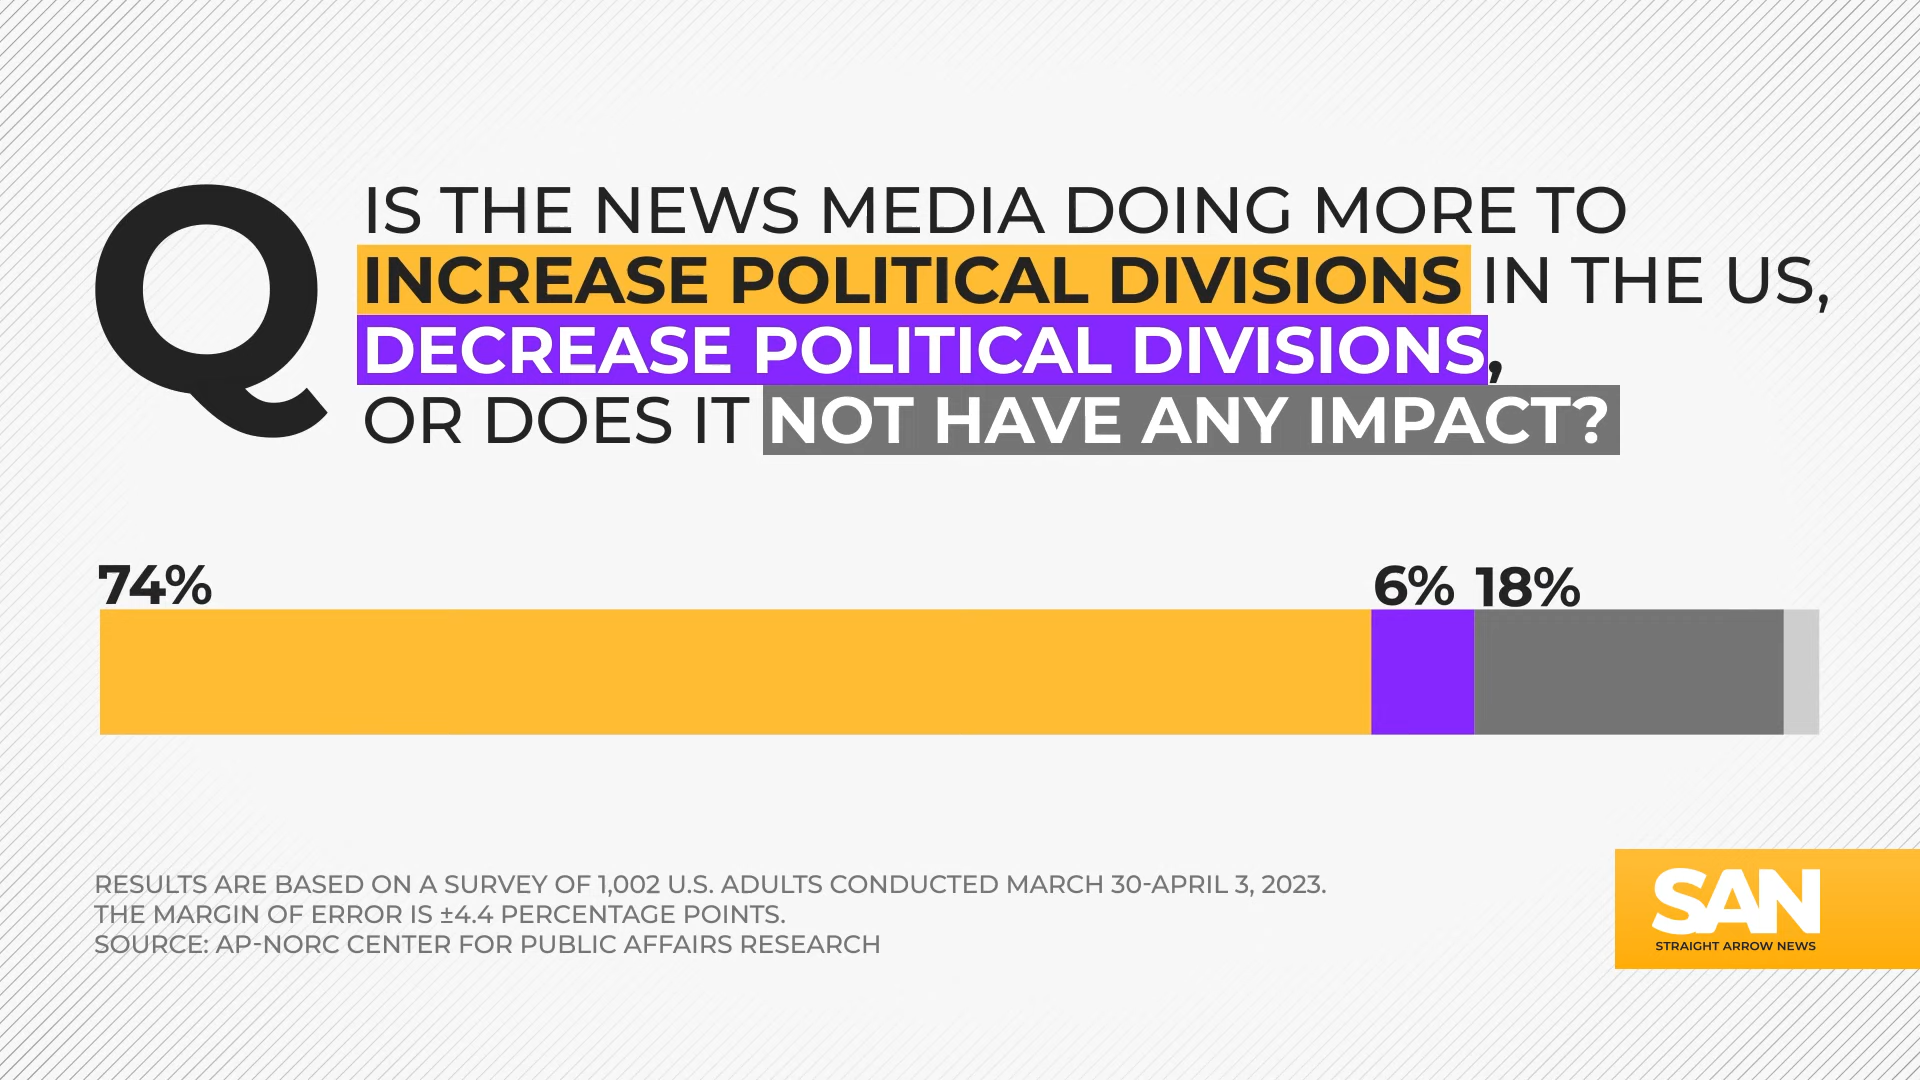 Q
IS THE NEWS MEDIA DOING MORE TO
INCREASE POLITICAL DIVISIONS IN THE US,
DECREASE POLITICAL DIVISIONS,
OR DOES IT NOT HAVE ANY IMPACT?
74%
6%
18%
RESULTS ARE BASED ON A SURVEY OF 1,002 U.S. ADULTS CONDUCTED MARCH 30-APRIL 3, 2023.
THE MARGIN OF ERROR IS ±4.4 PERCENTAGE POINTS.
SOURCE: AP-NORC CENTER FOR PUBLIC AFFAIRS RESEARCH
SAN
STRAIGHT ARROW NEWS